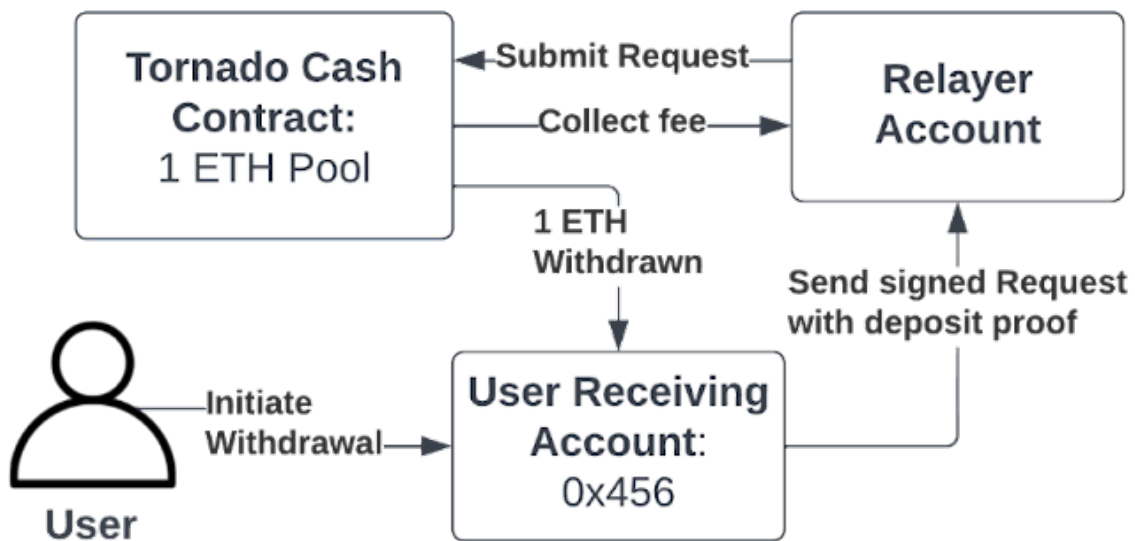 Tornado Cash
Contract:
1 ETH Pool
Submit Request
Collect fee
Relayer
Account
1 ETH
Withdrawn
Send signed Request
with deposit proof
Initiate
Withdrawal
User Receiving
Account:
0x456
User